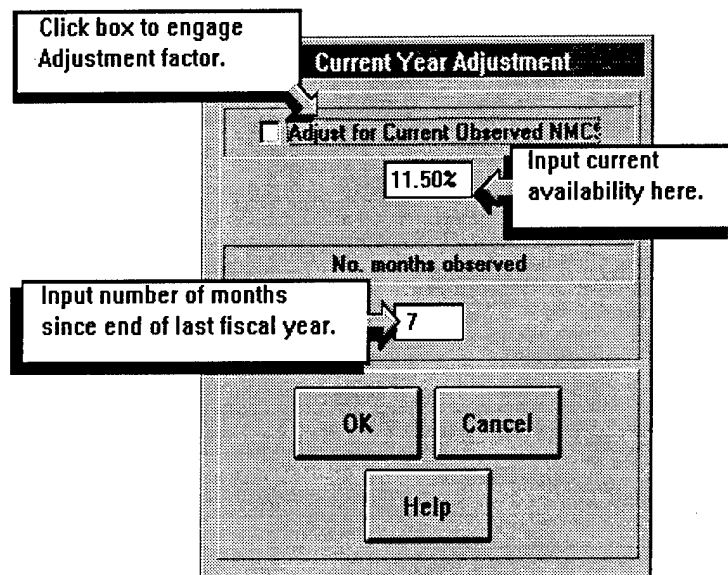 Click box to engage
Adjustment factor.
Current Year Adjustment
Adjust for Current Observed NMCS
11.50%
Input current
availability here.
No. months observed
Input number of months
since end of last fiscal year.
7
OK
Cancel
Help